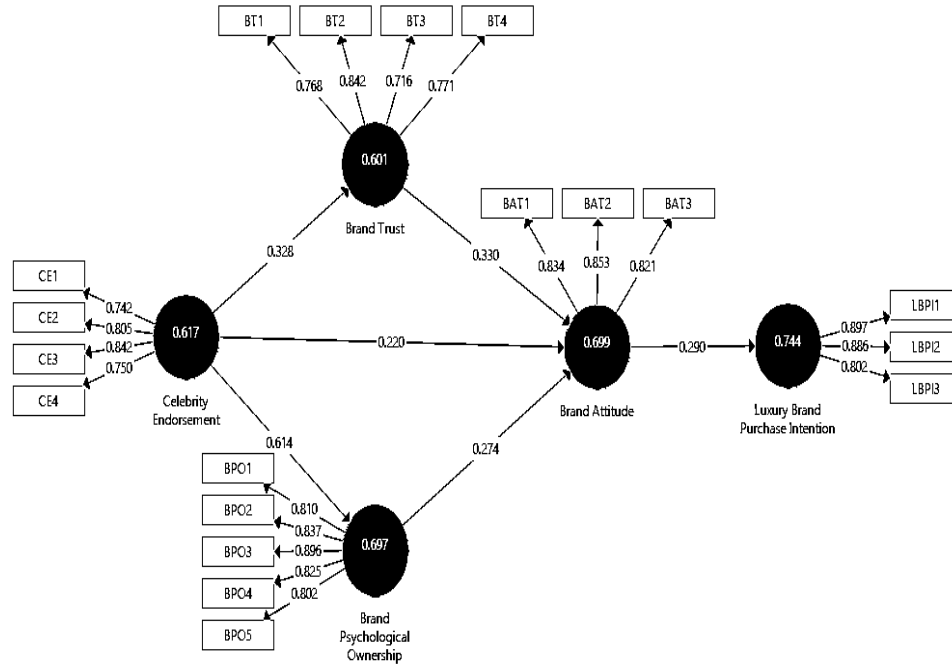 BT1 BT2 BT3 BT4
0.768 0.842 0.716 0.771
0.601
Brand Trust
BAT1 BAT2 BAT3
0.834 0.853 0.821
0.328
0.330
CE1
CE2
CE3
CE4
0.742
0.805
0.842
0.750
0.617
Celebrity
Endorsement
0.220
0.699
Brand Attitude
0.290
0.744
Luxury Brand
Purchase Intention
0.897
0.886
0.802
LBPI1
LBPI2
LBPI3
0.614
0.274
BPO1
BPO2
BPO3
BPO4
BPO5
0.810
0.837
0.896
0.825
0.802
0.697
Brand
Psychological
Ownership